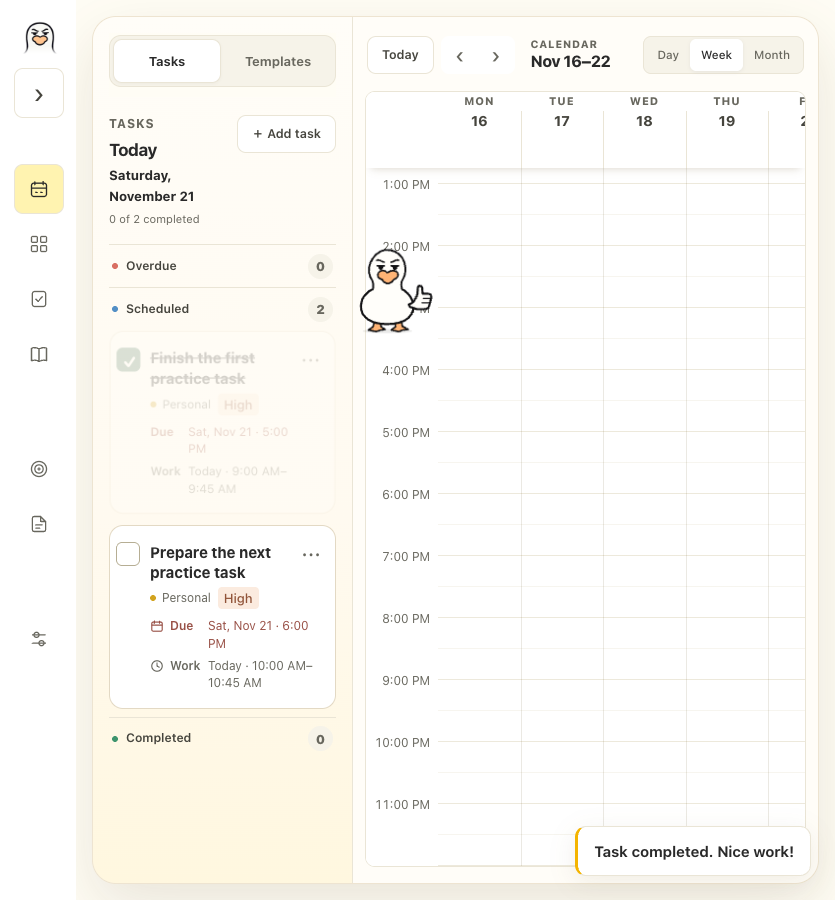 Tasks
Templates
TASKS
+ Add task
Today
Saturday,
November 21
0 of 2 completed
Overdue
0
Scheduled
2
Finish the first
practice task
Personal
High
Due
Sat, Nov 21 · 5:00
PM
Work
Today · 9:00 AM–
9:45 AM
Prepare the next
practice task
Personal
High
Due
Sat, Nov 21 · 6:00
PM
Work
Today · 10:00 AM–
10:45 AM
Completed
0
Today
CALENDAR
Nov 16–22
Day
Week
Month
MON
TUE
WED
THU
16
17
18
19
1:00 PM
2:00 PM
4:00 PM
5:00 PM
6:00 PM
7:00 PM
8:00 PM
9:00 PM
10:00 PM
11:00 PM
Task completed. Nice work!